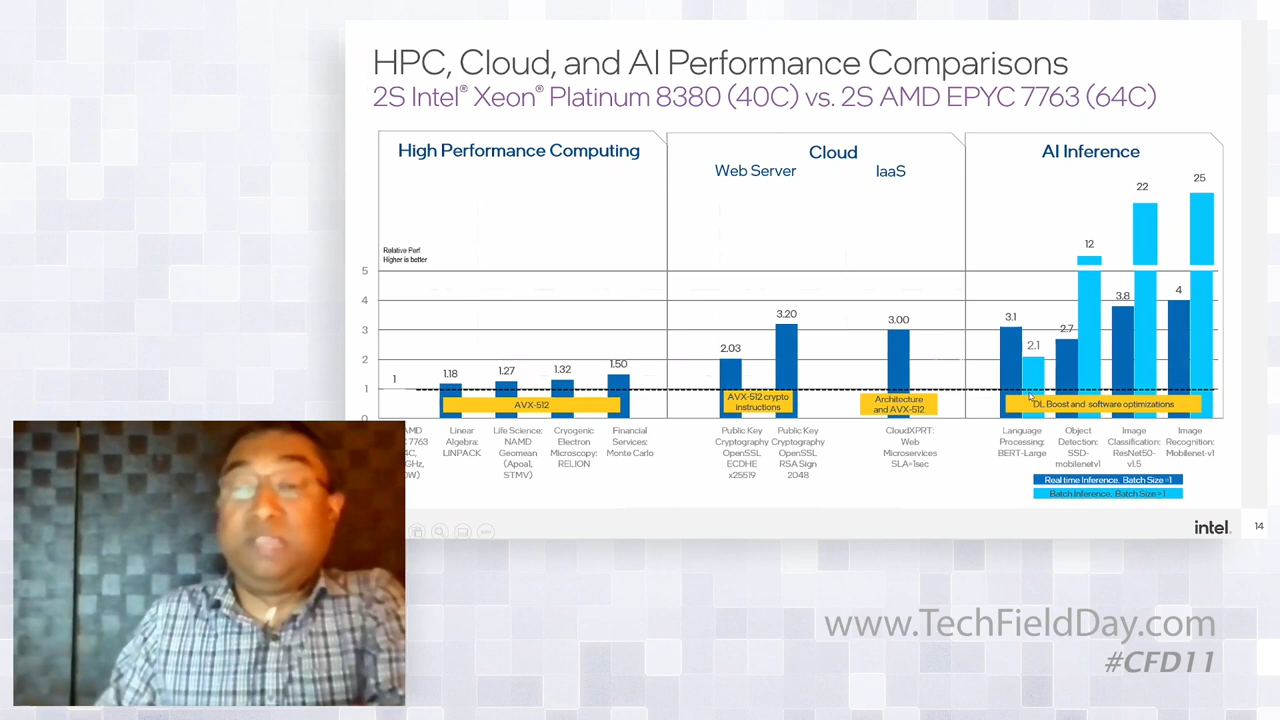 HPC, Cloud, and AI Performance Comparisons
2S Intel® Xeon® Platinum 8380 (40C) vs. 2S AMD EPYC 7763 (64C)
High Performance Computing
Cloud
Web Server
IaaS
AI Inference
Relative Perf.
Higher is better
5
4
3
2
1
0
1
1.18
1.27
1.32
1.50
2.03
3.20
3.00
3.1
2.1
2.7
12
3.8
22
4
25
AVX-512
AVX-512 crypto
instructions
Architecture
and AVX-512
DL Boost and software optimizations
7763
Linear
Algebra:
LINPACK
Life Science:
NAMD
Geomean
(Apoa1,
STMV)
Cryogenic
Electron
Microscopy:
RELION
Financial
Services:
Monte Carlo
Public Key
Cryptography
OpenSSL
ECDHE
x25519
Public Key
Cryptography
OpenSSL
RSA Sign
2048
CloudXPRT:
Web
Microservices
SLA=1sec
Language
Processing:
BERT-Large
Object
Detection:
SSD-
mobilenetv1
Image
Classification:
ResNet50-
v1.5
Image
Recognition:
Mobilenet-v1
Real time Inference. Batch Size =1
Batch Inference. Batch Size >1
intel.
14
www.TechFieldDay.com
#CFD11